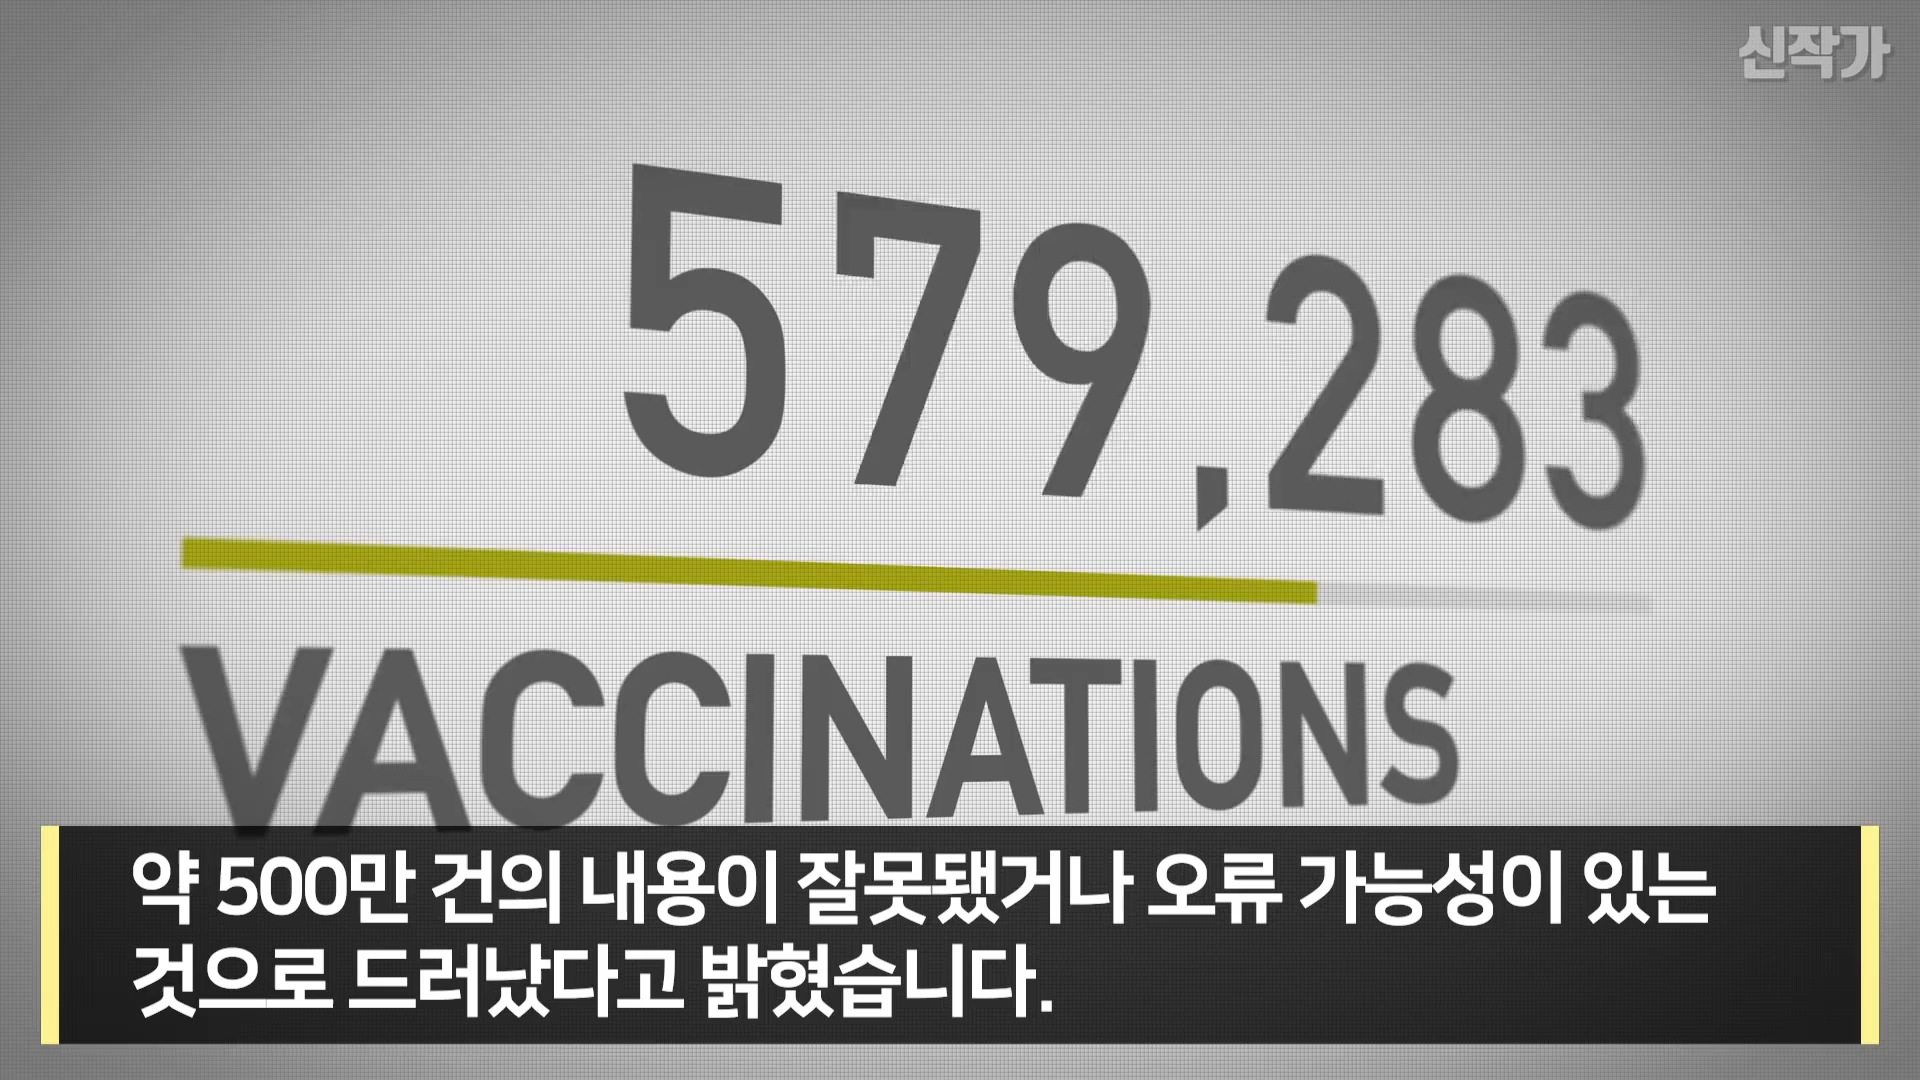 신작가
579,283
VACCINATIONS
약 500만 건의 내용이 잘못됐거나 오류 가능성이 있는
것으로 드러났다고 밝혔습니다.